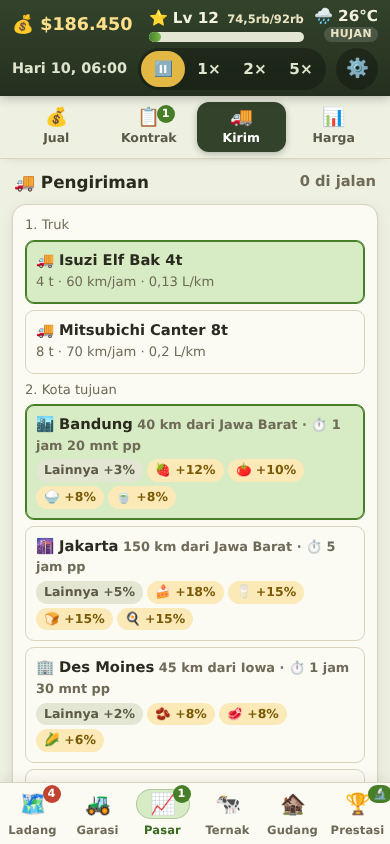 $186.450
Lv 12 74,5rb/92rb
26°C
HUJAN
Hari 10, 06:00
1× 2× 5×
Jual
1
Kontrak
Kirim
Harga
Pengiriman
0 di jalan
1. Truk
Isuzi Elf Bak 4t
4 t · 60 km/jam · 0,13 L/km
Mitsubichi Canter 8t
8 t · 70 km/jam · 0,2 L/km
2. Kota tujuan
Bandung 40 km dari Jawa Barat · ⏱️ 1
jam 20 mnt pp
Lainnya +3% 🍓 +12% 🍅 +10%
🍚 +8% 🍵 +8%
Jakarta 150 km dari Jawa Barat · ⏱️ 5
jam pp
Lainnya +5% 🍰 +18% 🥛 +15%
🍞 +15% 🍳 +15%
Des Moines 45 km dari Iowa · ⏱️ 1 jam
30 mnt pp
Lainnya +2% 🫘 +8% 🥩 +8%
🌽 +6%
4
Ladang
Garasi
1
Pasar
Ternak
Gudang
Prestasi